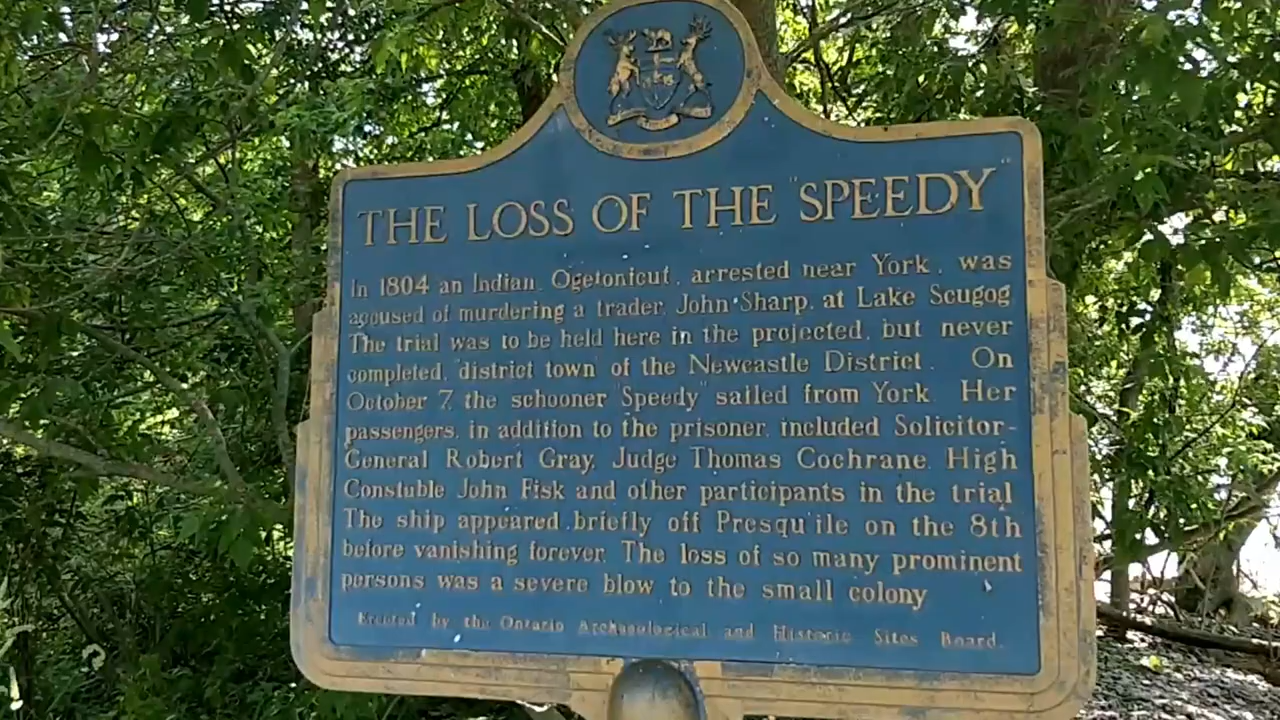 THE LOSS OF THE "SPEEDY"
In 1804 an Indian, Ogetonicut, arrested near York, was
accused of murdering a trader, John Sharp, at Lake Scugog.
The trial was to be held here in the projected, but never
completed, "district town" of the Newcastle District. On
October 7, the schooner "Speedy" sailed from York. Her
passengers, in addition to the prisoner, included Solicitor-
General Robert Gray, Judge Thomas Cochrane, High
Constable John Fisk and other participants in the trial.
The ship appeared briefly off Presqu'ile on the 8th
before vanishing forever. The loss of so many prominent
persons was a severe blow to the small colony
Erected by the Ontario Archaeological and Historic Sites Board.